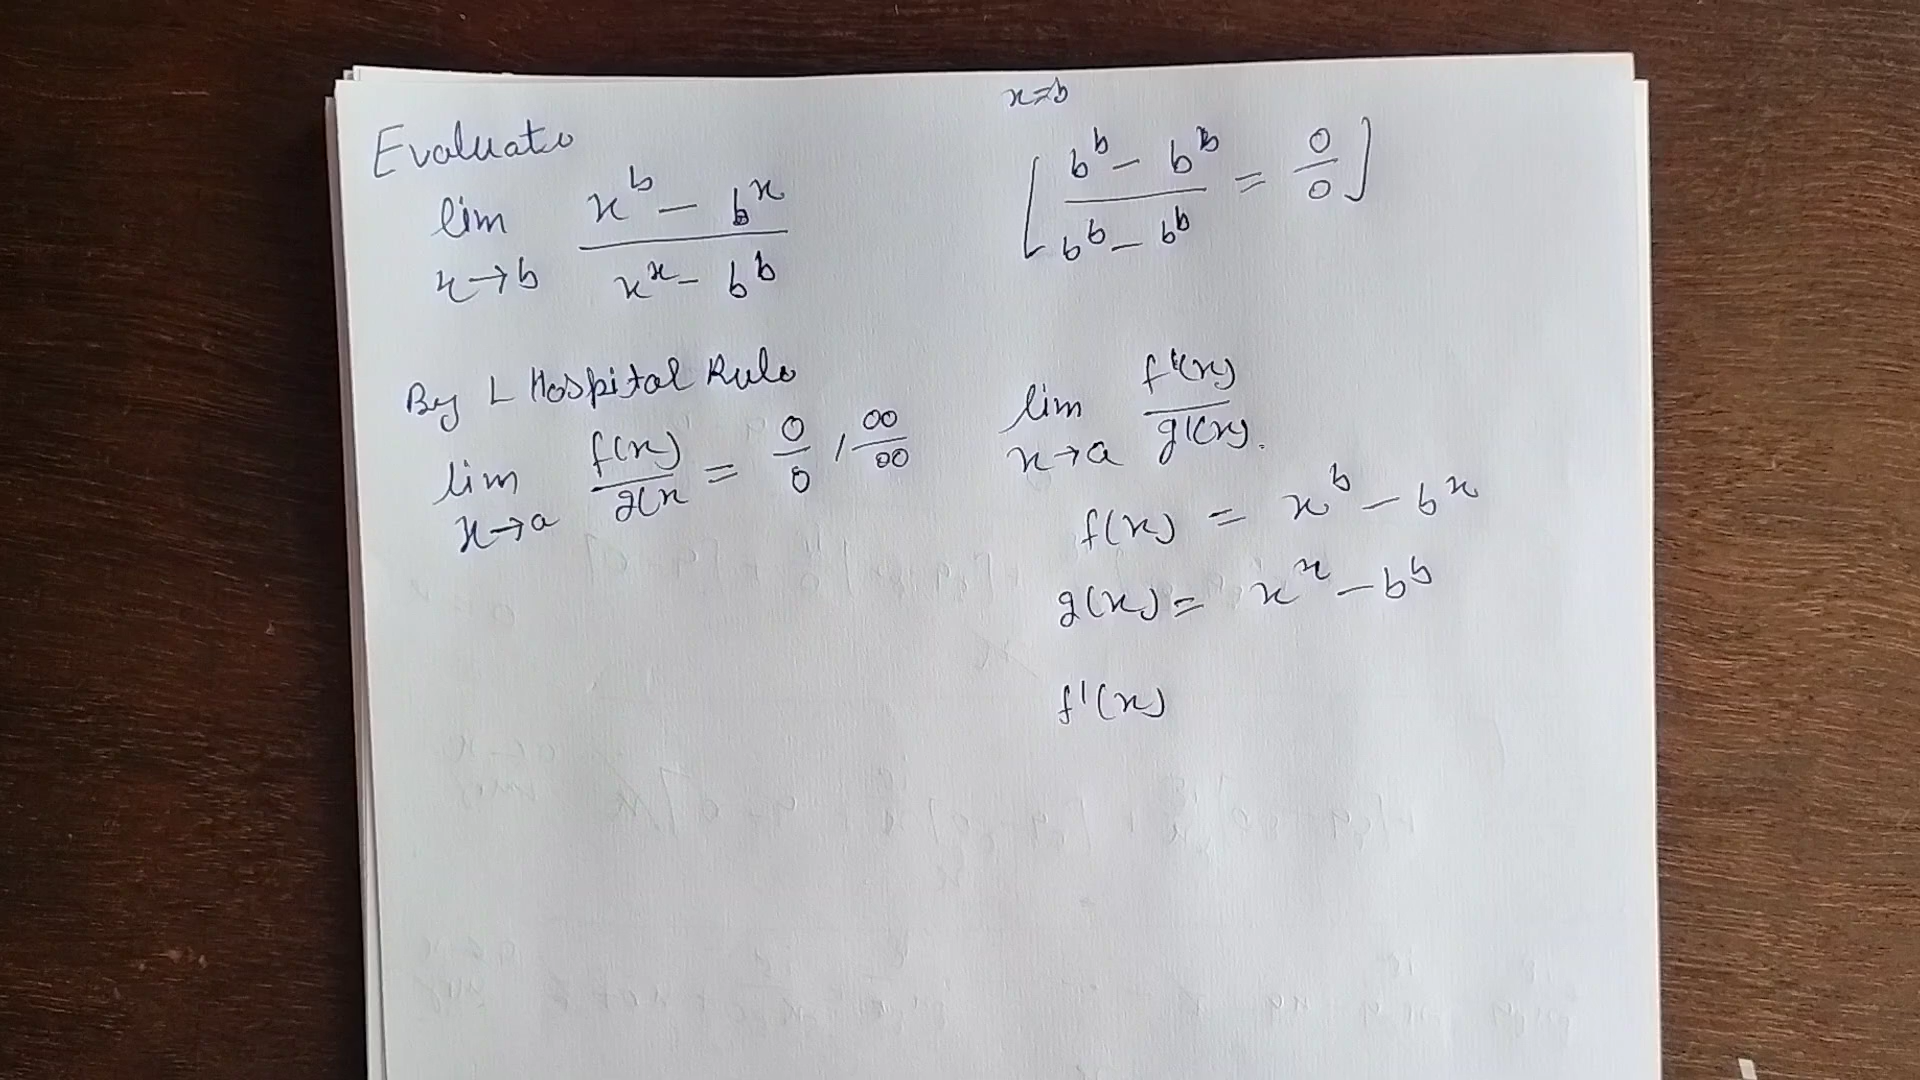 Evaluate
lim x→b (x^b − b^x) / (x^x − b^b)
x=b
[(b^b − b^b) / (b^b − b^b) = 0/0]
By L Hospital Rule
lim x→a f(x) / g(x = 0/0 , ∞/∞
lim x→a f'(x) / g'(x).
f(x) = x^b − b^x
g(x) = x^x − b^b
f'(x)